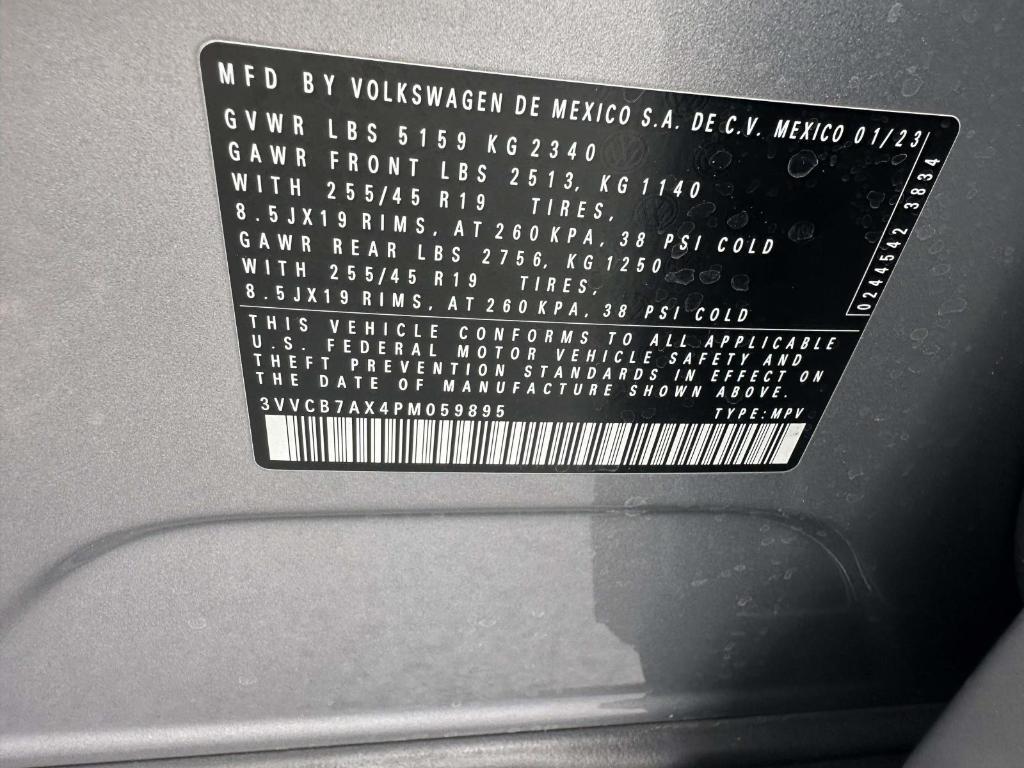 MFD BY VOLKSWAGEN DE MEXICO S.A. DE C.V. MEXICO 01/23
GVWR LBS 5159 KG 2340
GAWR FRONT LBS 2513, KG 1140
WITH 255/45 R19 TIRES,
8.5JX19 RIMS, AT 260 KPA, 38 PSI COLD
GAWR REAR LBS 2756, KG 1250
WITH 255/45 R19 TIRES,
8.5JX19 RIMS, AT 260 KPA, 38 PSI COLD
0244542 3834
THIS VEHICLE CONFORMS TO ALL APPLICABLE
U.S. FEDERAL MOTOR VEHICLE SAFETY AND
THEFT PREVENTION STANDARDS IN EFFECT ON
THE DATE OF MANUFACTURE SHOWN ABOVE.
3VVCB7AX4PM059895 TYPE: MPV